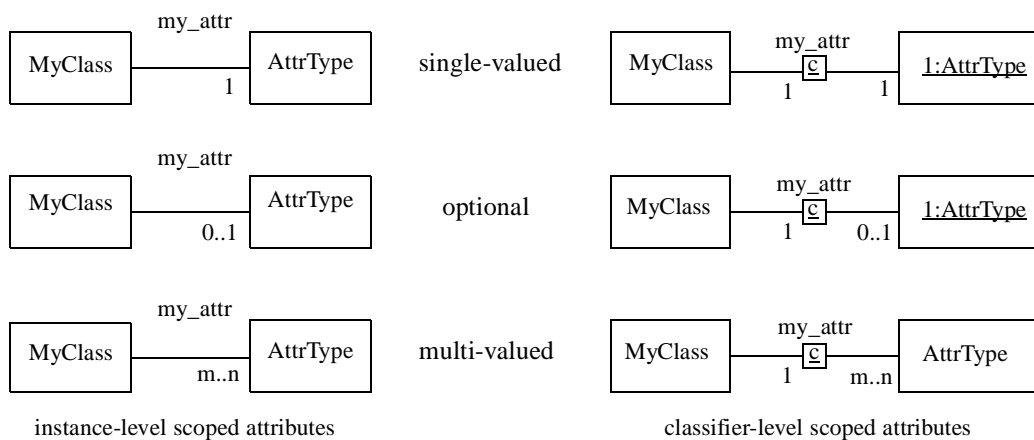 my_attr
MyClass
AttrType
1
single-valued
my_attr
MyClass
c
1:AttrType
1
1
my_attr
MyClass
AttrType
0..1
optional
my_attr
MyClass
c
1:AttrType
1
0..1
my_attr
MyClass
AttrType
m..n
multi-valued
my_attr
MyClass
c
AttrType
1
m..n
instance-level scoped attributes
classifier-level scoped attributes